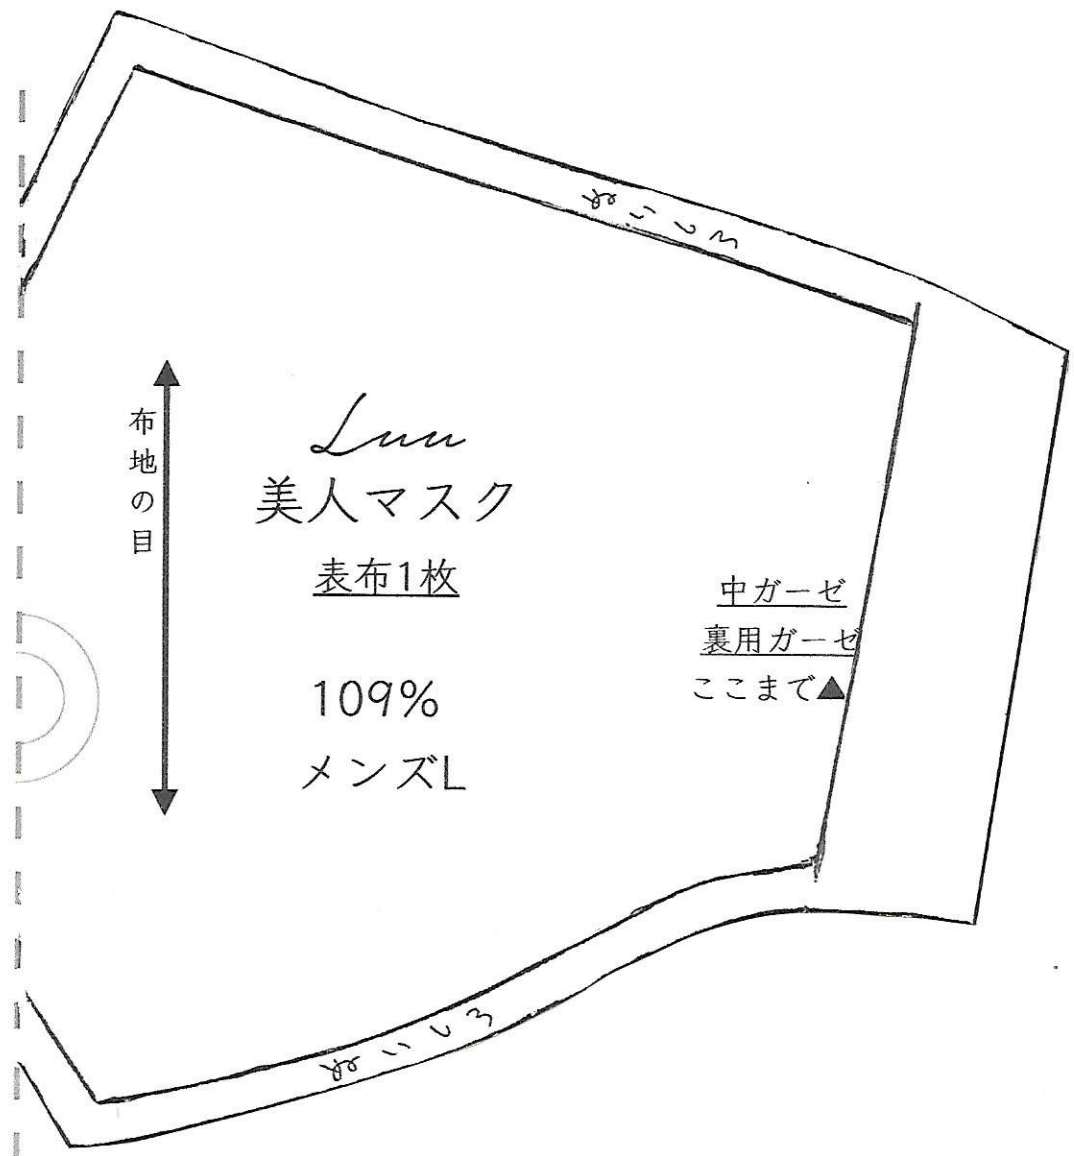 ぬいしろ
布地の目
Luu
美人マスク
表布1枚
中ガーゼ
裏用ガーゼ
ここまで▲
109%
メンズL
ぬいしろ